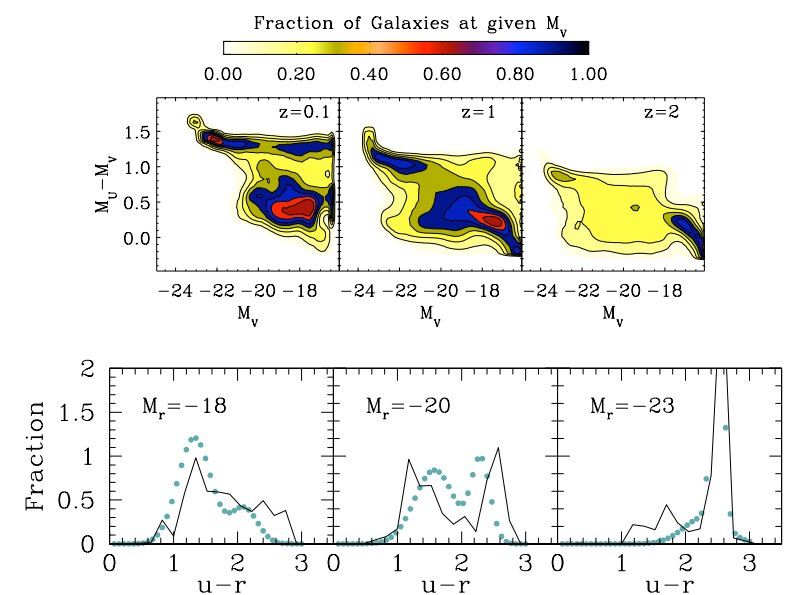 Fraction of Galaxies at given M_V
0.00 0.20 0.40 0.60 0.80 1.00
z=0.1 z=1 z=2
1.5
1.0
0.5
0.0
M_U−M_V
−24 −22 −20 −18 −24 −22 −20 −18 −24 −22 −20 −18
M_V M_V M_V
2
1.5
1
0.5
0
Fraction
M_r=−18 M_r=−20 M_r=−23
0 1 2 3 0 1 2 3 0 1 2 3
u−r u−r u−r